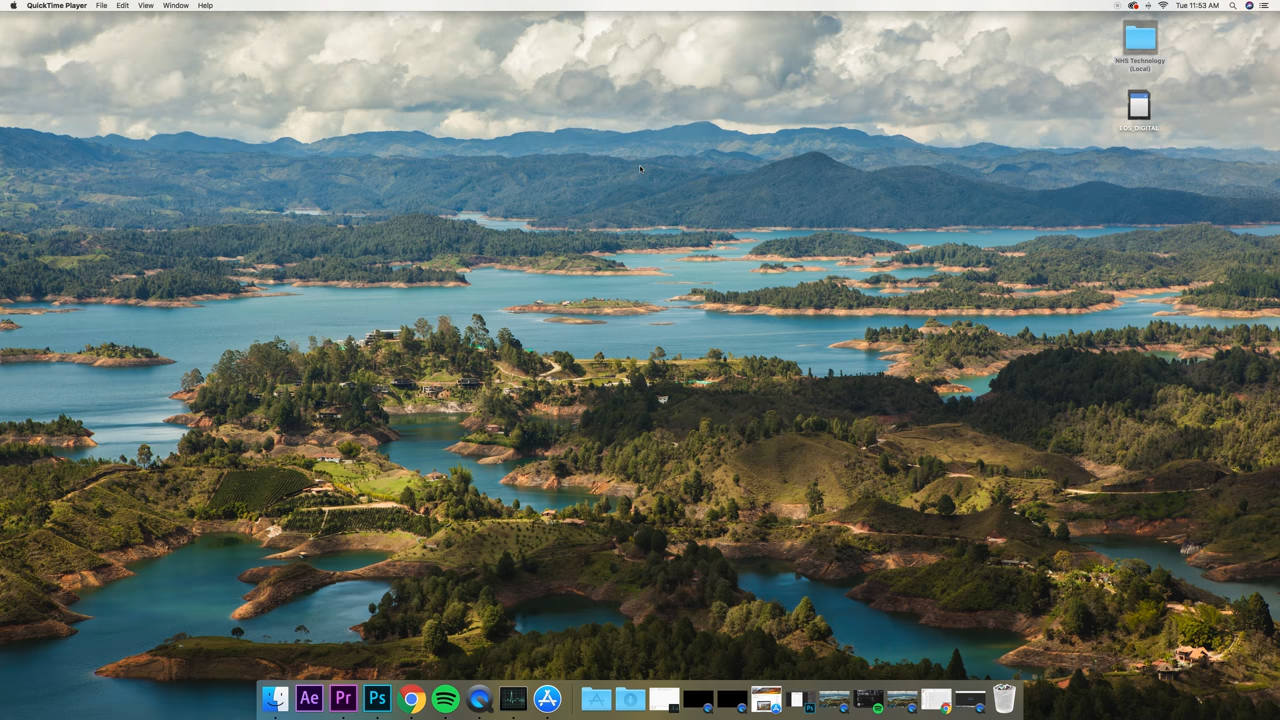 QuickTime Player File Edit View Window Help Tue 11:53 AM
NHS Technology
(Local)
EOS_DIGITAL
Ae Pr Ps